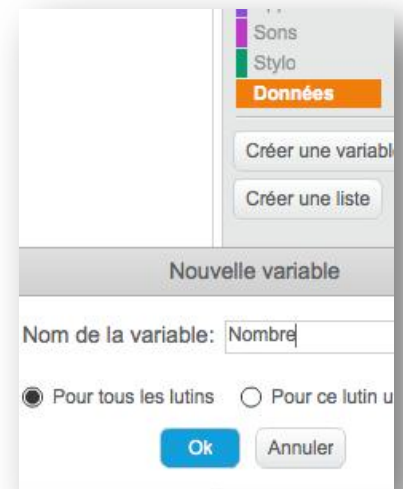 Sons
Stylo
Données
Créer une variabl
Créer une liste
Nouvelle variable
Nom de la variable: Nombre
Pour tous les lutins Pour ce lutin u
Ok Annuler